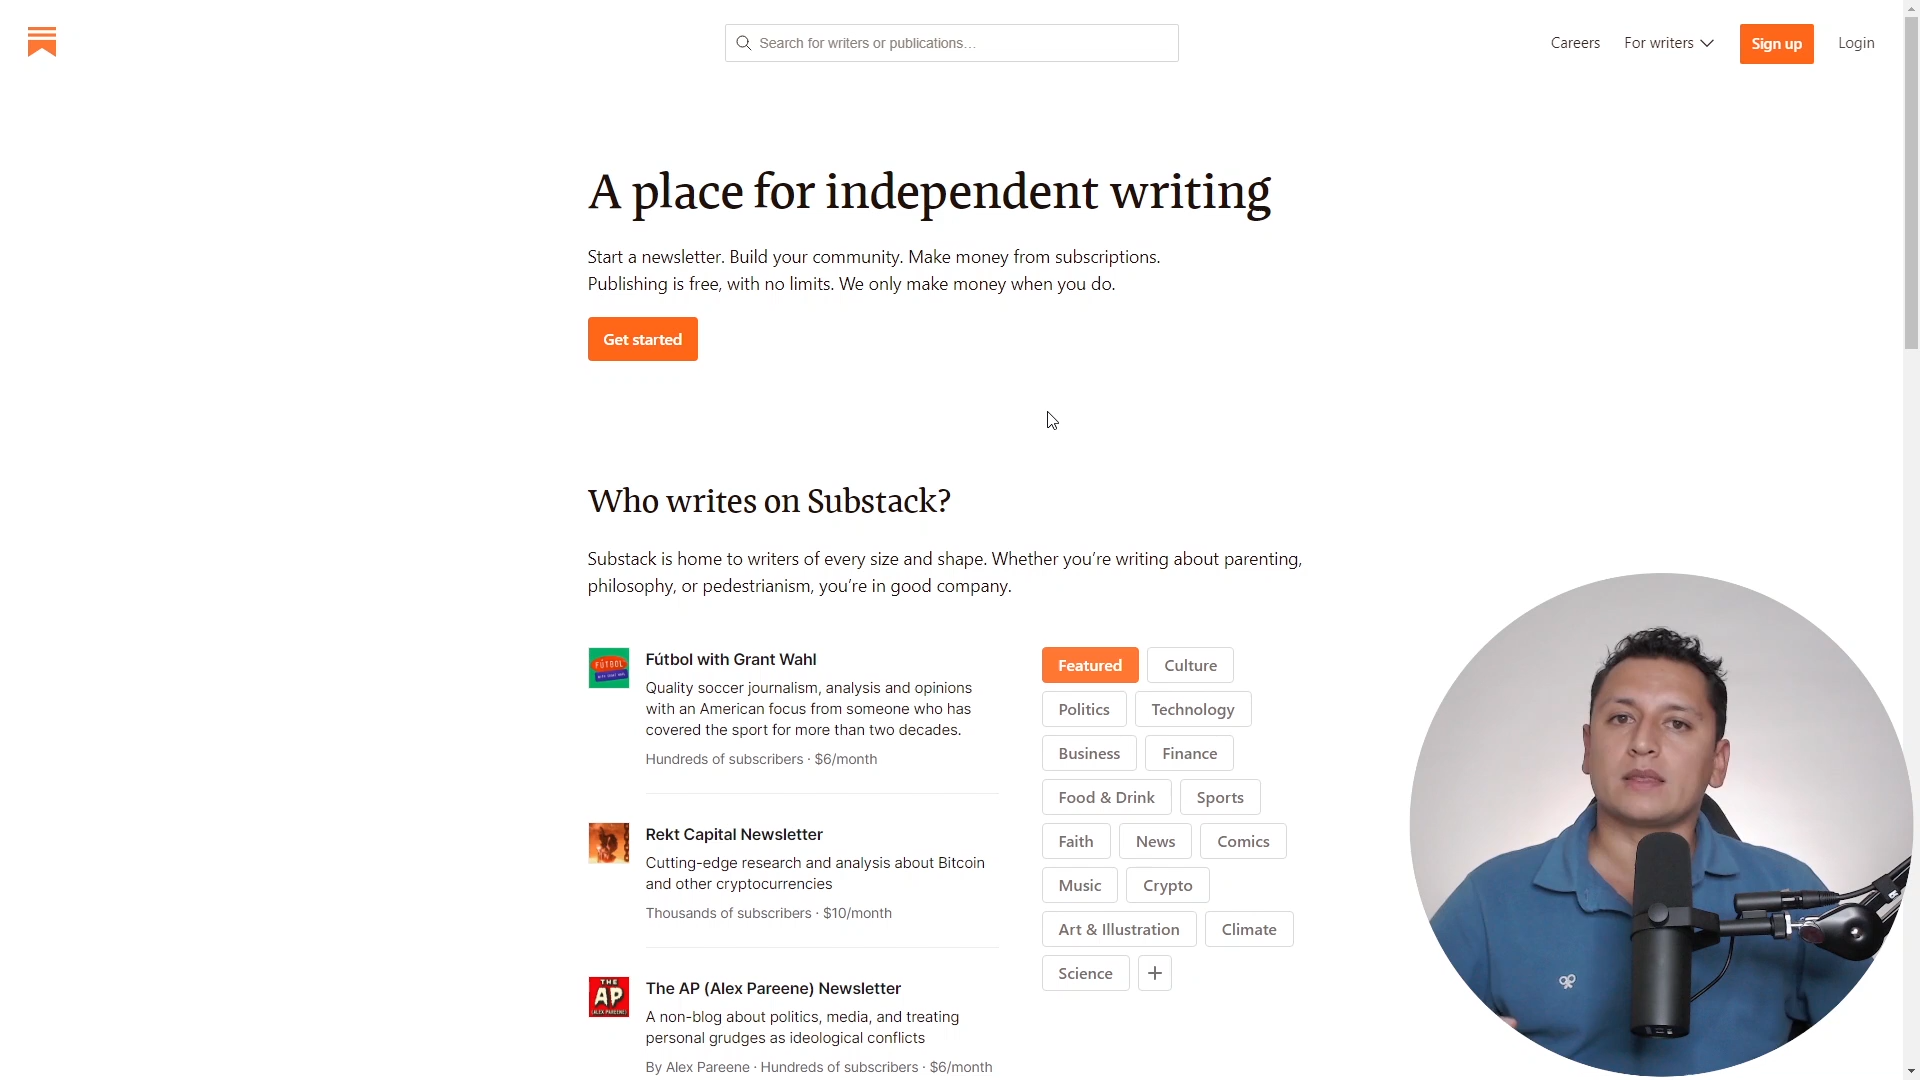 Search for writers or publications...
Careers
For writers
Sign up
Login
A place for independent writing
Start a newsletter. Build your community. Make money from subscriptions.
Publishing is free, with no limits. We only make money when you do.
Get started
Who writes on Substack?
Substack is home to writers of every size and shape. Whether you’re writing about parenting,
philosophy, or pedestrianism, you’re in good company.
FÚTBOL
Fútbol with Grant Wahl
Quality soccer journalism, analysis and opinions
with an American focus from someone who has
covered the sport for more than two decades.
Hundreds of subscribers · $6/month
Rekt Capital Newsletter
Cutting-edge research and analysis about Bitcoin
and other cryptocurrencies
Thousands of subscribers · $10/month
THE
AP
(ALEX PAREENE)
The AP (Alex Pareene) Newsletter
A non-blog about politics, media, and treating
personal grudges as ideological conflicts
By Alex Pareene · Hundreds of subscribers · $6/month
Featured
Culture
Politics
Technology
Business
Finance
Food & Drink
Sports
Faith
News
Comics
Music
Crypto
Art & Illustration
Climate
Science
+